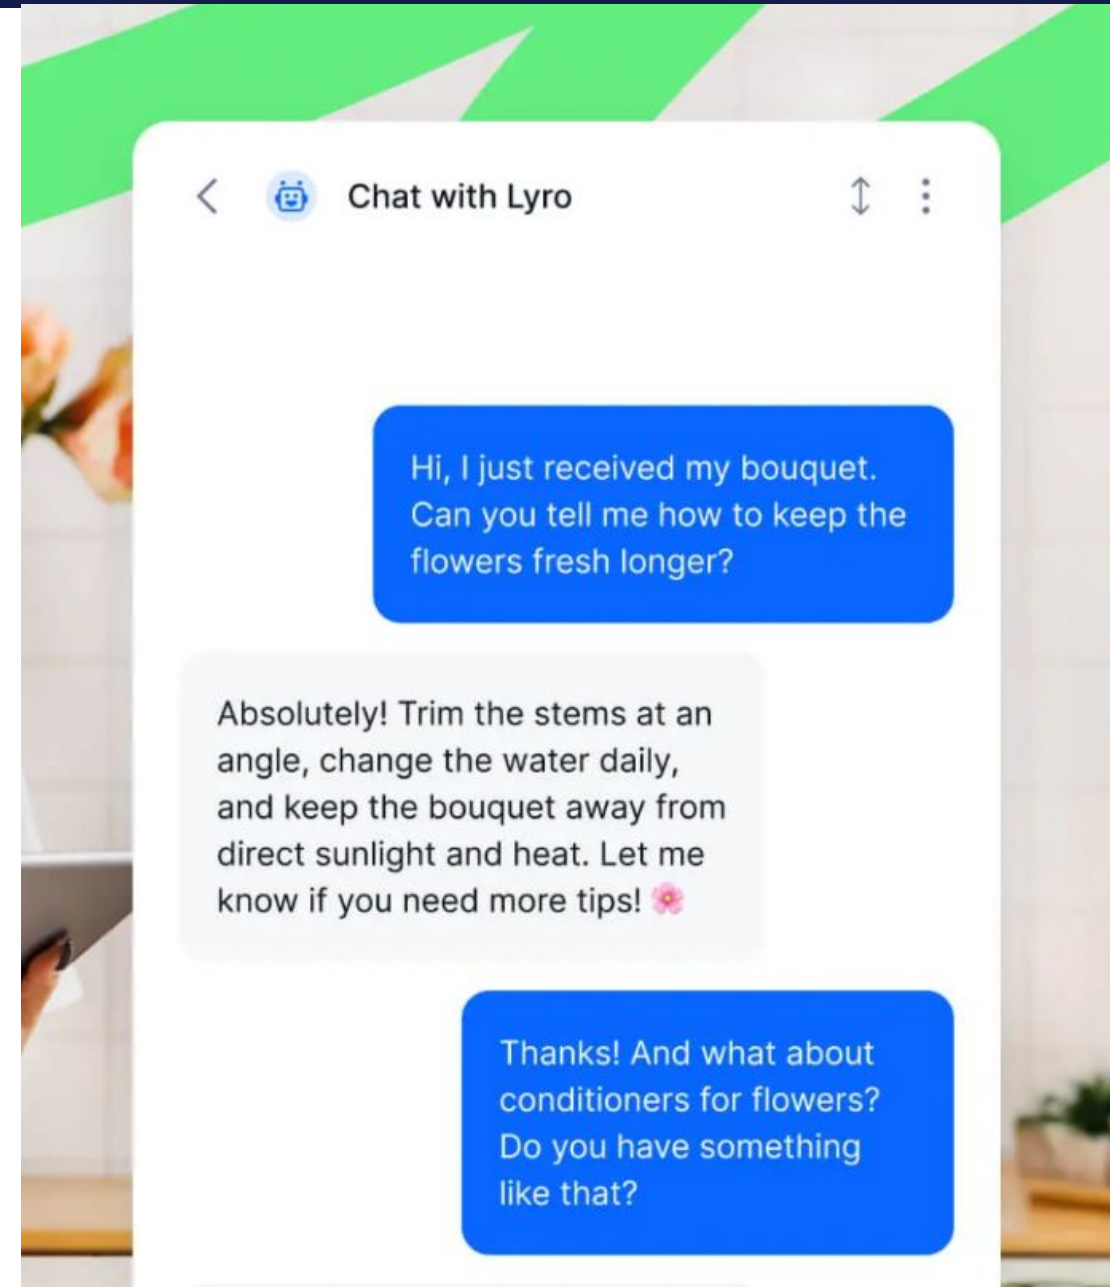 Chat with Lyro
Hi, I just received my bouquet.
Can you tell me how to keep the
flowers fresh longer?
Absolutely! Trim the stems at an
angle, change the water daily,
and keep the bouquet away from
direct sunlight and heat. Let me
know if you need more tips! 🌸
Thanks! And what about
conditioners for flowers?
Do you have something
like that?